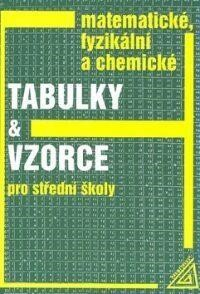 matematické,
fyzikální
a chemické
TABULKY
&
VZORCE
pro střední školy